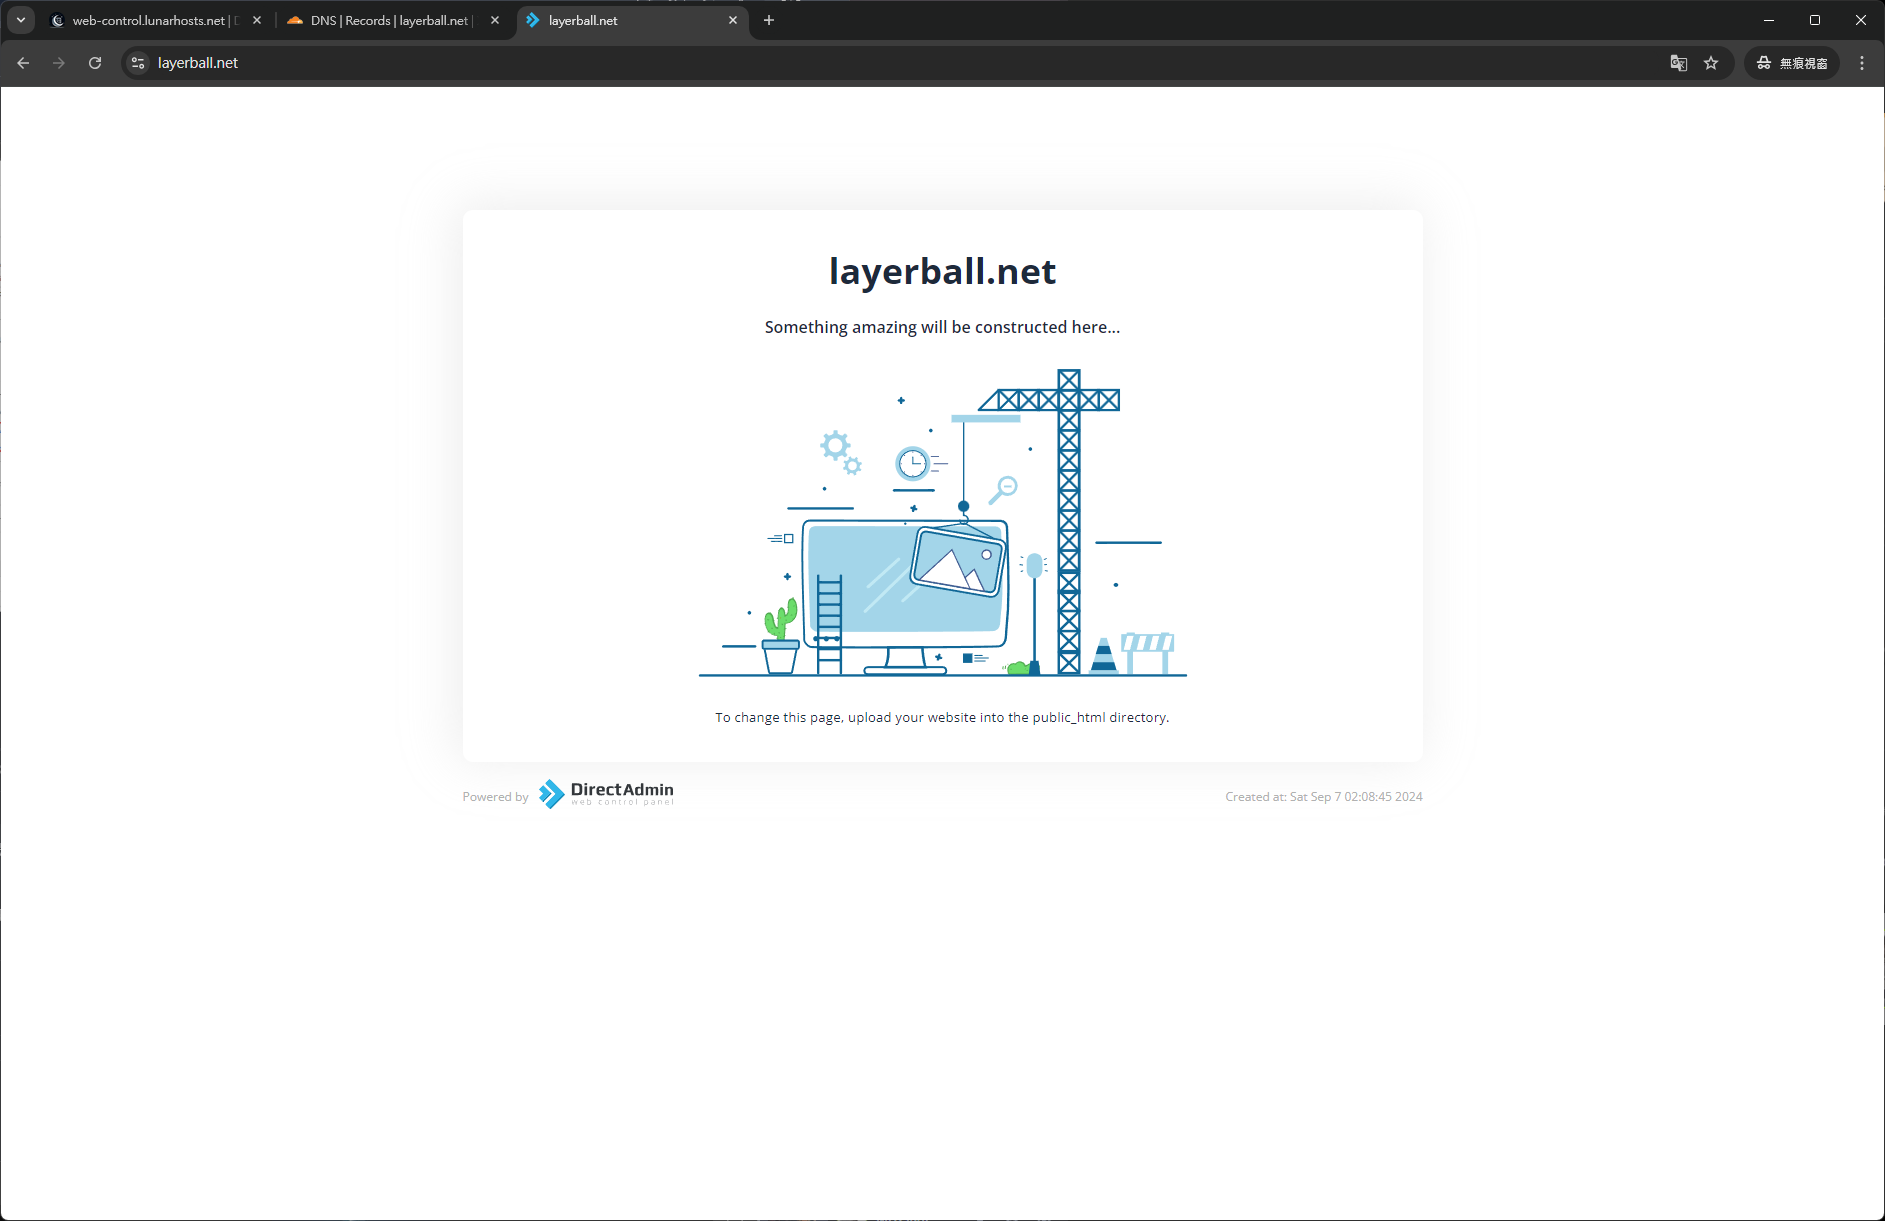 web-control.lunarhosts.net | D
DNS | Records | layerball.net |
layerball.net
layerball.net
無痕視窗
layerball.net
Something amazing will be constructed here...
To change this page, upload your website into the public_html directory.
Powered by
DirectAdmin
web control panel
Created at: Sat Sep 7 02:08:45 2024